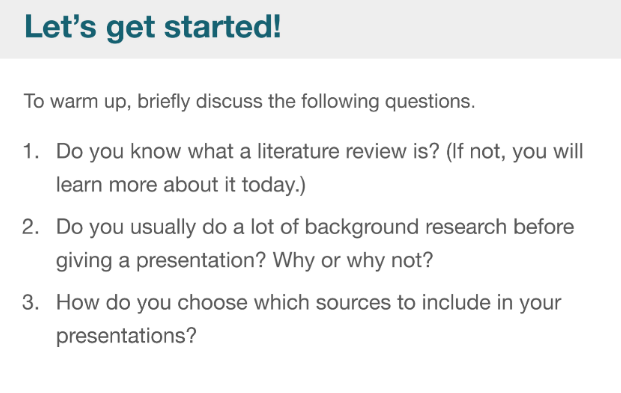 Let’s get started!
To warm up, briefly discuss the following questions.
1. Do you know what a literature review is? (If not, you will
learn more about it today.)
2. Do you usually do a lot of background research before
giving a presentation? Why or why not?
3. How do you choose which sources to include in your
presentations?